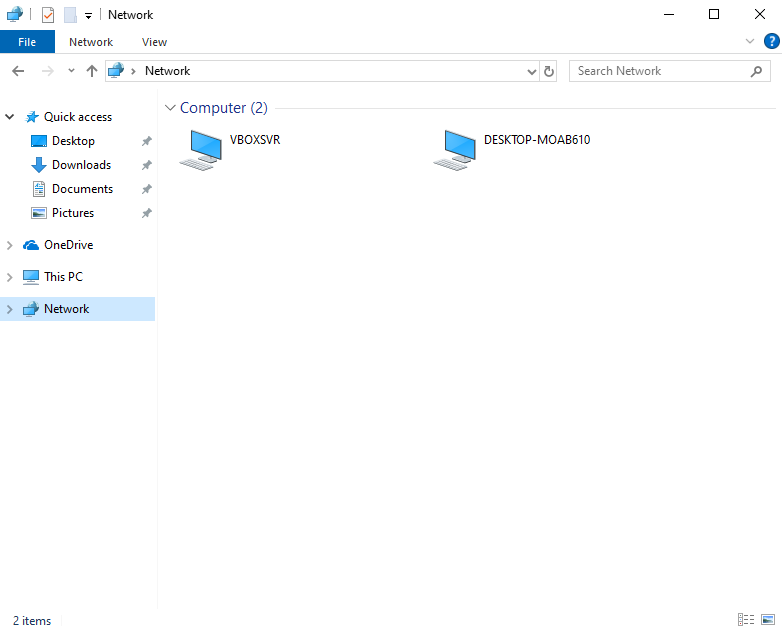 Network
File Network View
?
Network
Search Network
Quick access
Desktop
Downloads
Documents
Pictures
OneDrive
This PC
Network
Computer (2)
VBOXSVR
DESKTOP-MOAB610
2 items